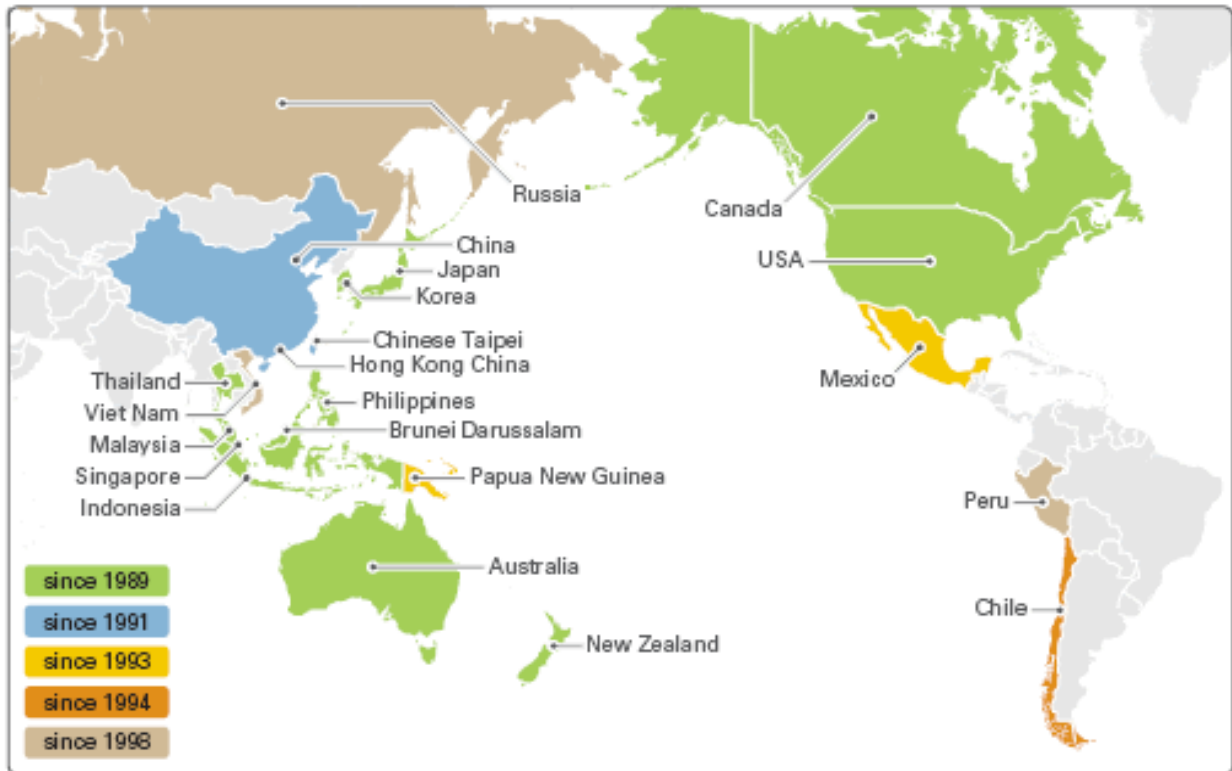 Russia
Canada
China
USA
Japan
Korea
Chinese Taipei
Hong Kong China
Mexico
Thailand
Philippines
Viet Nam
Brunei Darussalam
Malaysia
Singapore
Papua New Guinea
Indonesia
Peru
Australia
since 1989
Chile
since 1991
New Zealand
since 1993
since 1994
since 1998